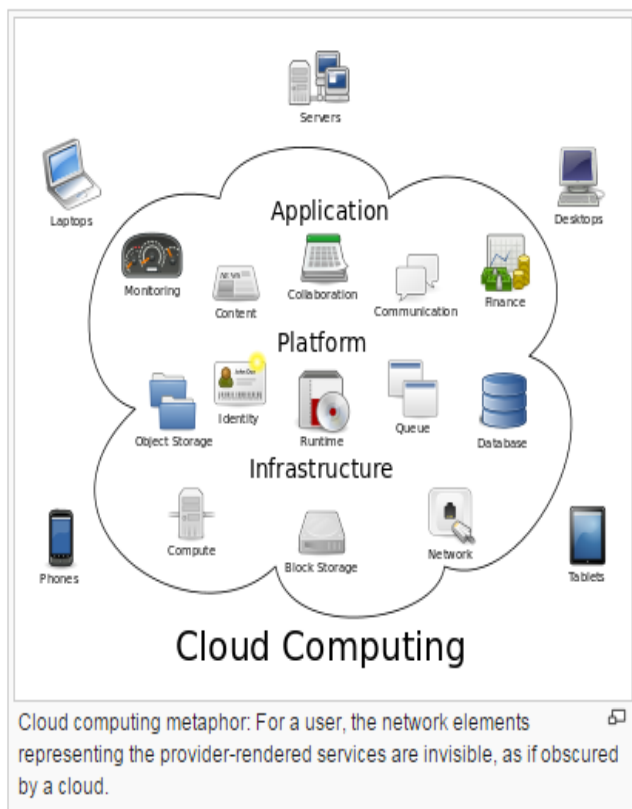 Servers
Laptops
Desktops
Application
Monitoring
Content
Collaboration
Communication
Finance
Platform
Object Storage
Identity
John Doe
Runtime
Queue
Database
Infrastructure
Compute
Block Storage
Network
Phones
Tablets
Cloud Computing
Cloud computing metaphor: For a user, the network elements
representing the provider-rendered services are invisible, as if obscured
by a cloud.